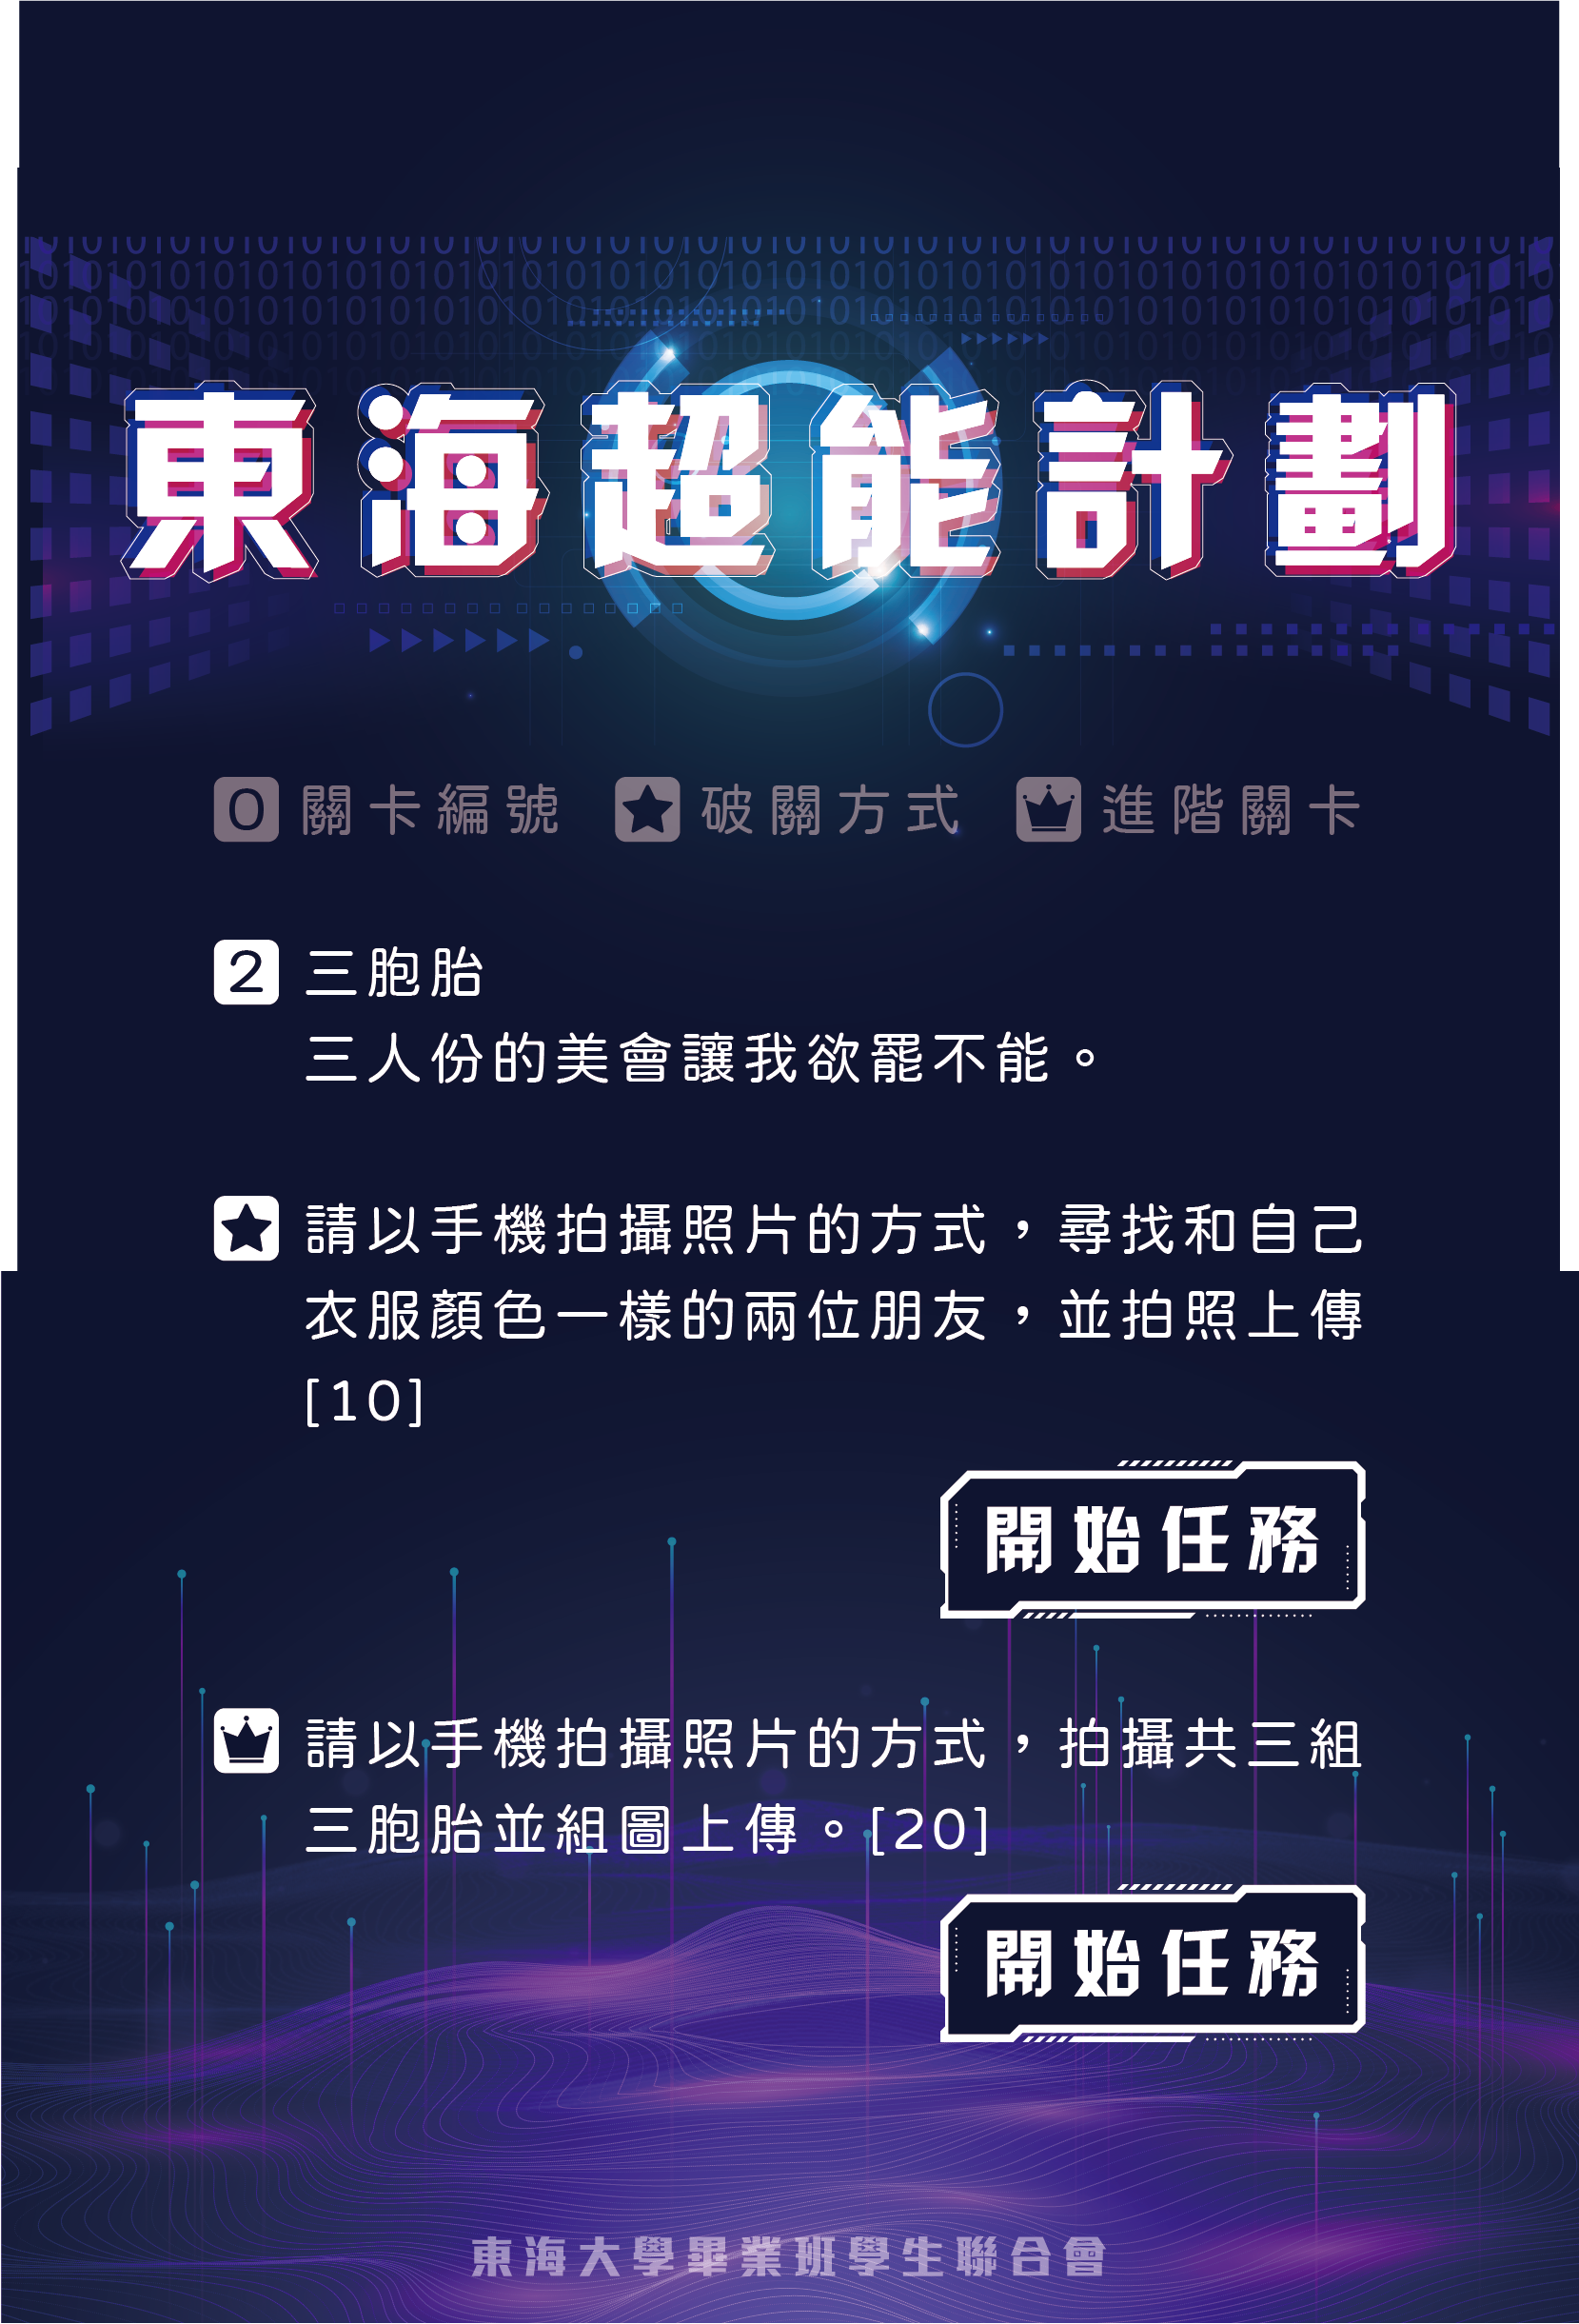 東海超能計劃
0 關卡編號 破關方式 進階關卡
2 三胞胎
三人份的美會讓我欲罷不能。
請以手機拍攝照片的方式，尋找和自己
衣服顏色一樣的兩位朋友，並拍照上傳
[10]
開始任務
請以手機拍攝照片的方式，拍攝共三組
三胞胎並組圖上傳。[20]
開始任務
東海大學畢業班學生聯合會